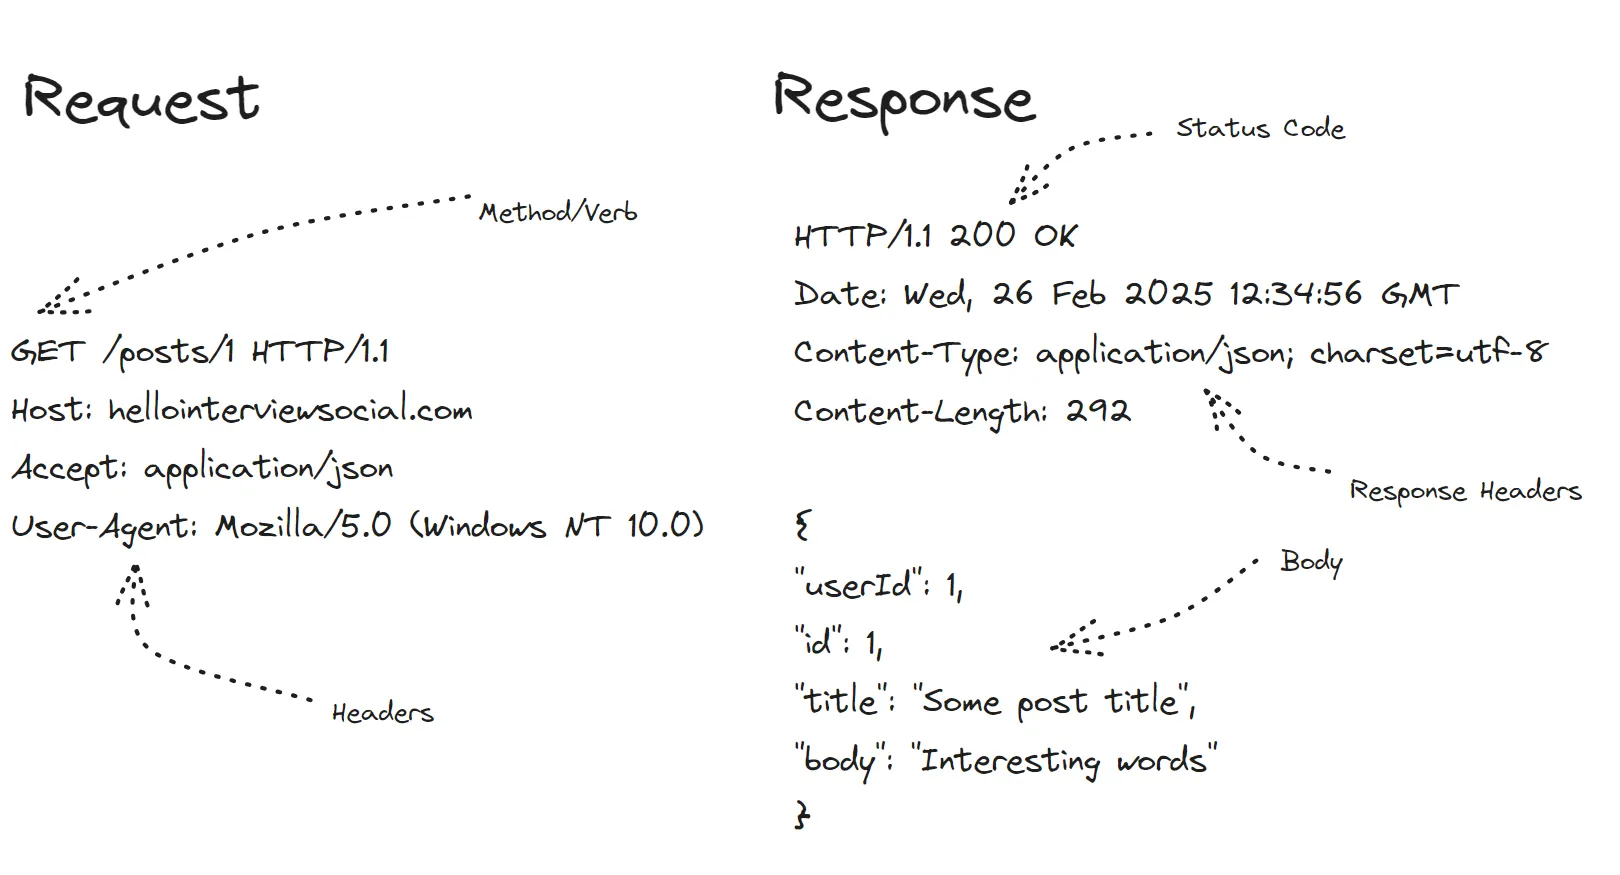 Request
Method/Verb
GET /posts/1 HTTP/1.1
Host: hellointerviewsocial.com
Accept: application/json
User-Agent: Mozilla/5.0 (Windows NT 10.0)
Headers
Response
Status Code
HTTP/1.1 200 OK
Date: Wed, 26 Feb 2025 12:34:56 GMT
Content-Type: application/json; charset=utf-8
Content-Length: 292
Response Headers
{
Body
"userId": 1,
"id": 1,
"title": "Some post title",
"body": "Interesting words"
}